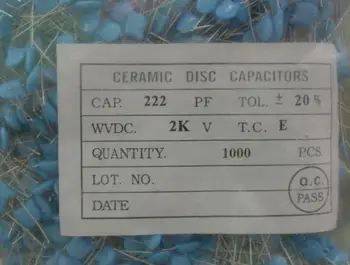 CERAMIC DISC CAPACITORS
CAP. 222 PF TOL. ± 20%
WVDC. 2K V T.C. E
QUANTITY. 1000 PCS
LOT. NO.
Q.C.
PASS
DATE